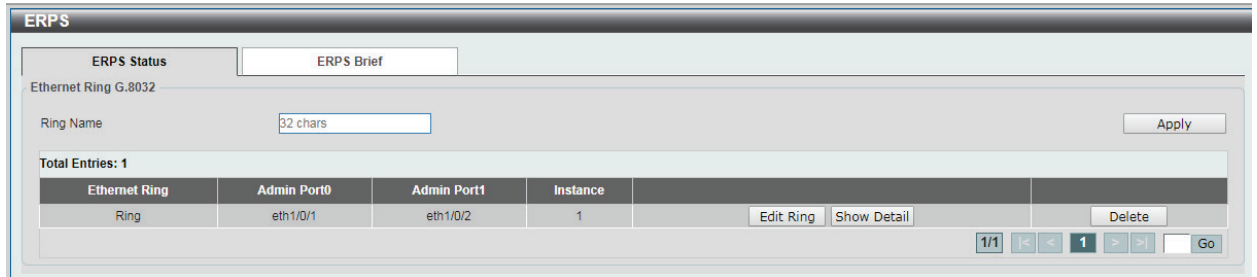 ERPS
ERPS Status ERPS Brief
Ethernet Ring G.8032
Ring Name 32 chars Apply
Total Entries: 1
Ethernet Ring Admin Port0 Admin Port1 Instance
Ring eth1/0/1 eth1/0/2 1 Edit Ring Show Detail Delete
1/1 |< < 1 > >| Go